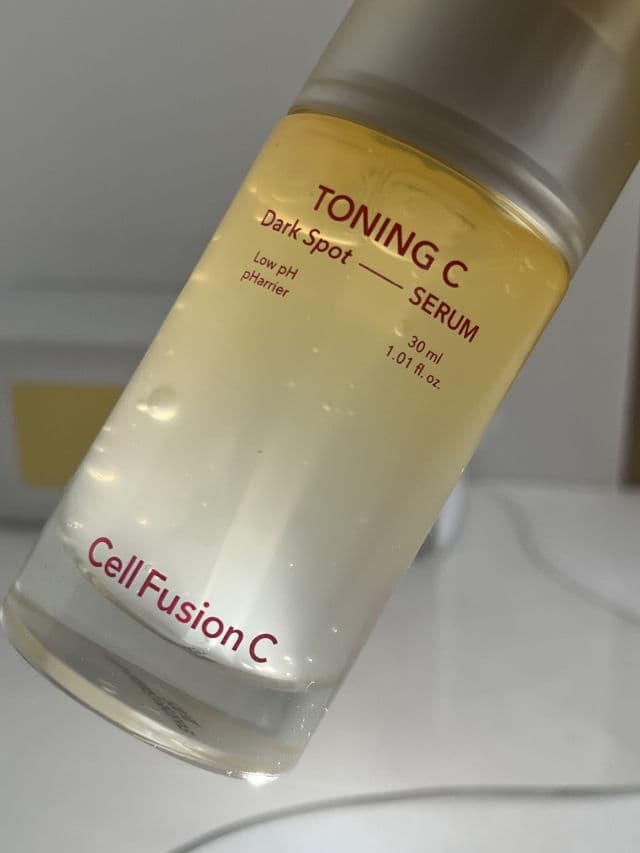 TONING C
Dark Spot — SERUM
Low pH
pHarrier
30 ml
1.01 fl. oz.
Cell Fusion C